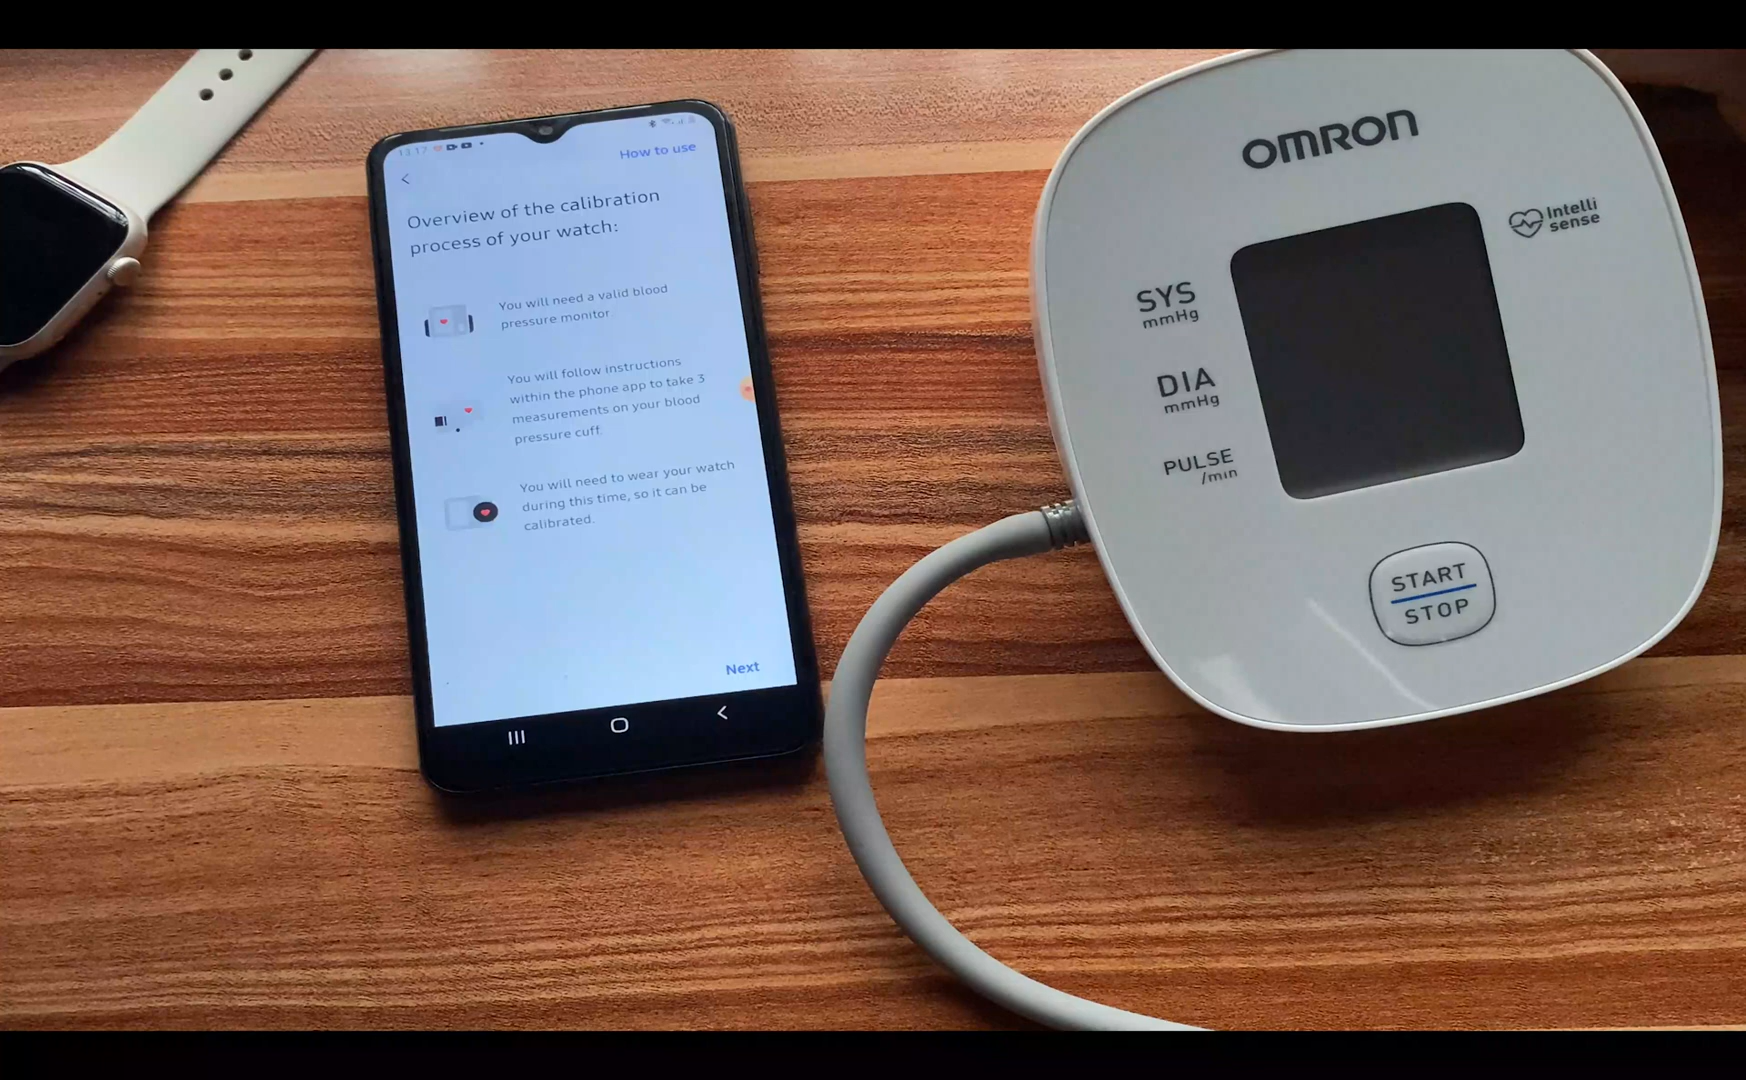 13:17
How to use
Overview of the calibration
process of your watch:
You will need a valid blood
pressure monitor.
You will follow instructions
within the phone app to take 3
measurements on your blood
pressure cuff.
You will need to wear your watch
during this time, so it can be
calibrated.
Next
OMRON
Intelli
sense
SYS
mmHg
DIA
mmHg
PULSE
/min
START
STOP